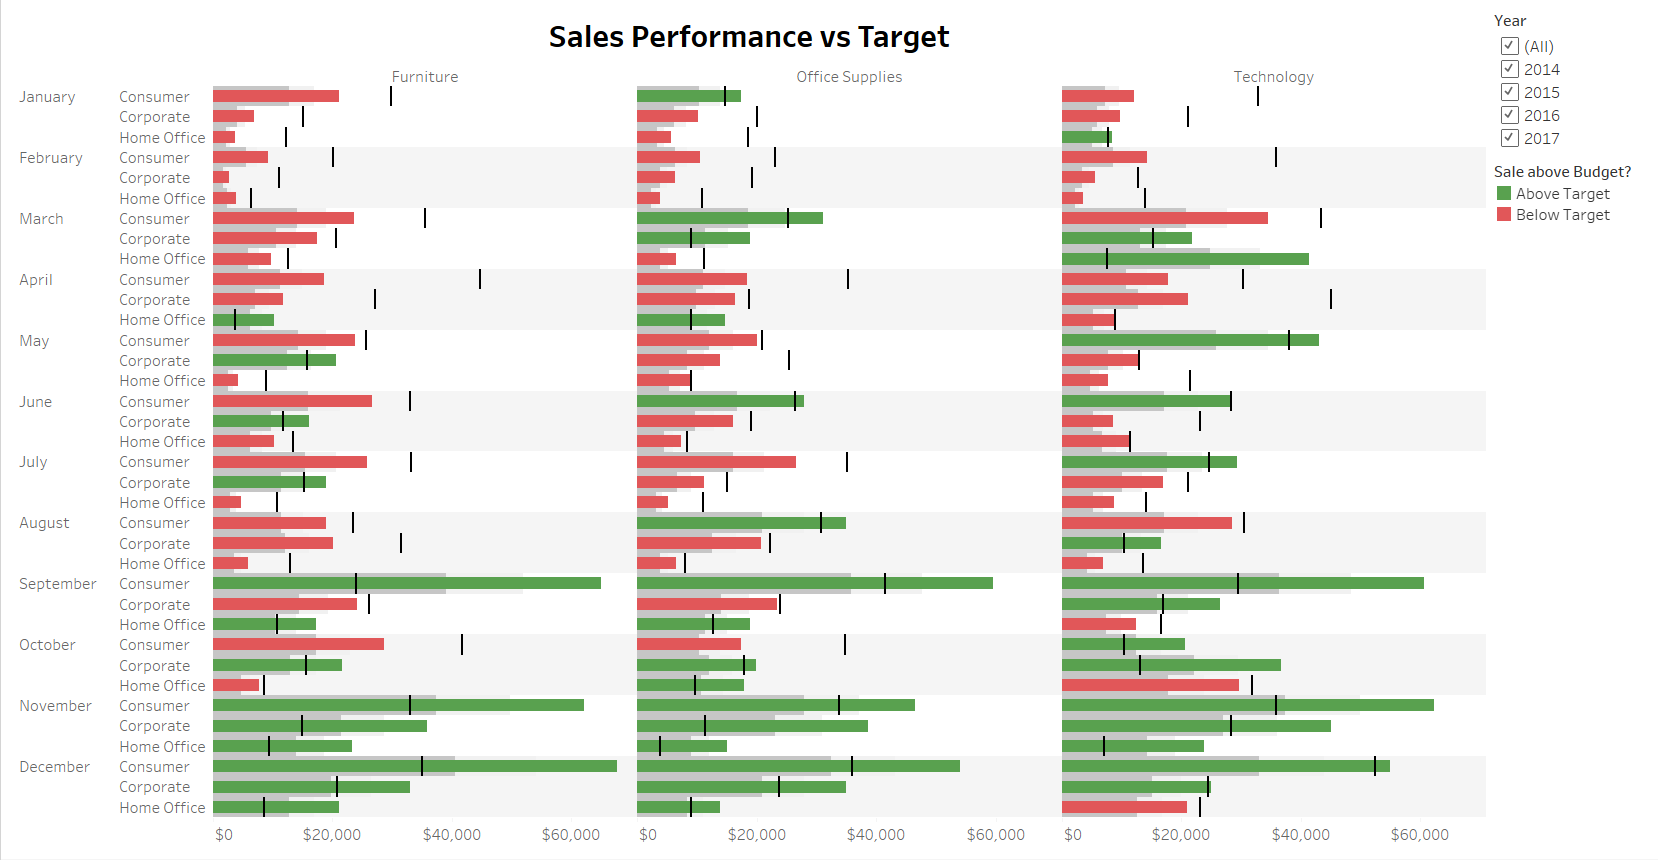 Sales Performance vs Target
Furniture Office Supplies Technology
January Consumer
Corporate
Home Office
February Consumer
Corporate
Home Office
March Consumer
Corporate
Home Office
April Consumer
Corporate
Home Office
May Consumer
Corporate
Home Office
June Consumer
Corporate
Home Office
July Consumer
Corporate
Home Office
August Consumer
Corporate
Home Office
September Consumer
Corporate
Home Office
October Consumer
Corporate
Home Office
November Consumer
Corporate
Home Office
December Consumer
Corporate
Home Office
$0 $20,000 $40,000 $60,000 $0 $20,000 $40,000 $60,000 $0 $20,000 $40,000 $60,000
Year
(All)
2014
2015
2016
2017
Sale above Budget?
Above Target
Below Target